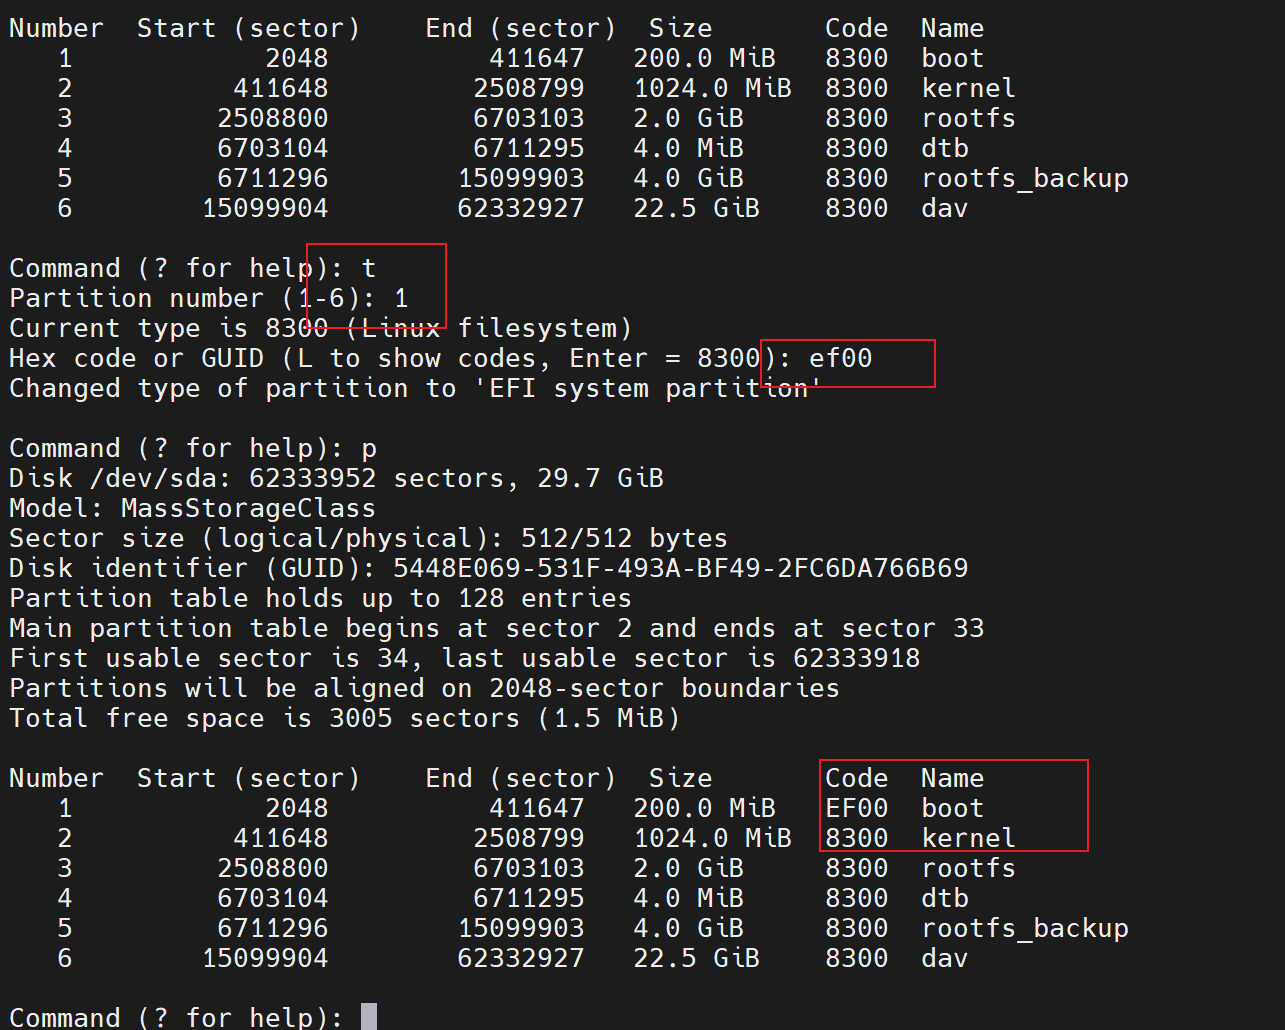 Number  Start (sector)    End (sector)  Size       Code  Name
   1            2048          411647   200.0 MiB   8300  boot
   2          411648         2508799   1024.0 MiB  8300  kernel
   3         2508800         6703103   2.0 GiB     8300  rootfs
   4         6703104         6711295   4.0 MiB     8300  dtb
   5         6711296        15099903   4.0 GiB     8300  rootfs_backup
   6        15099904        62332927   22.5 GiB    8300  dav
Command (? for help): t
Partition number (1-6): 1
Current type is 8300 (Linux filesystem)
Hex code or GUID (L to show codes, Enter = 8300): ef00
Changed type of partition to 'EFI system partition'
Command (? for help): p
Disk /dev/sda: 62333952 sectors, 29.7 GiB
Model: MassStorageClass
Sector size (logical/physical): 512/512 bytes
Disk identifier (GUID): 5448E069-531F-493A-BF49-2FC6DA766B69
Partition table holds up to 128 entries
Main partition table begins at sector 2 and ends at sector 33
First usable sector is 34, last usable sector is 62333918
Partitions will be aligned on 2048-sector boundaries
Total free space is 3005 sectors (1.5 MiB)
Number  Start (sector)    End (sector)  Size       Code  Name
   1            2048          411647   200.0 MiB   EF00  boot
   2          411648         2508799   1024.0 MiB  8300  kernel
   3         2508800         6703103   2.0 GiB     8300  rootfs
   4         6703104         6711295   4.0 MiB     8300  dtb
   5         6711296        15099903   4.0 GiB     8300  rootfs_backup
   6        15099904        62332927   22.5 GiB    8300  dav
Command (? for help):